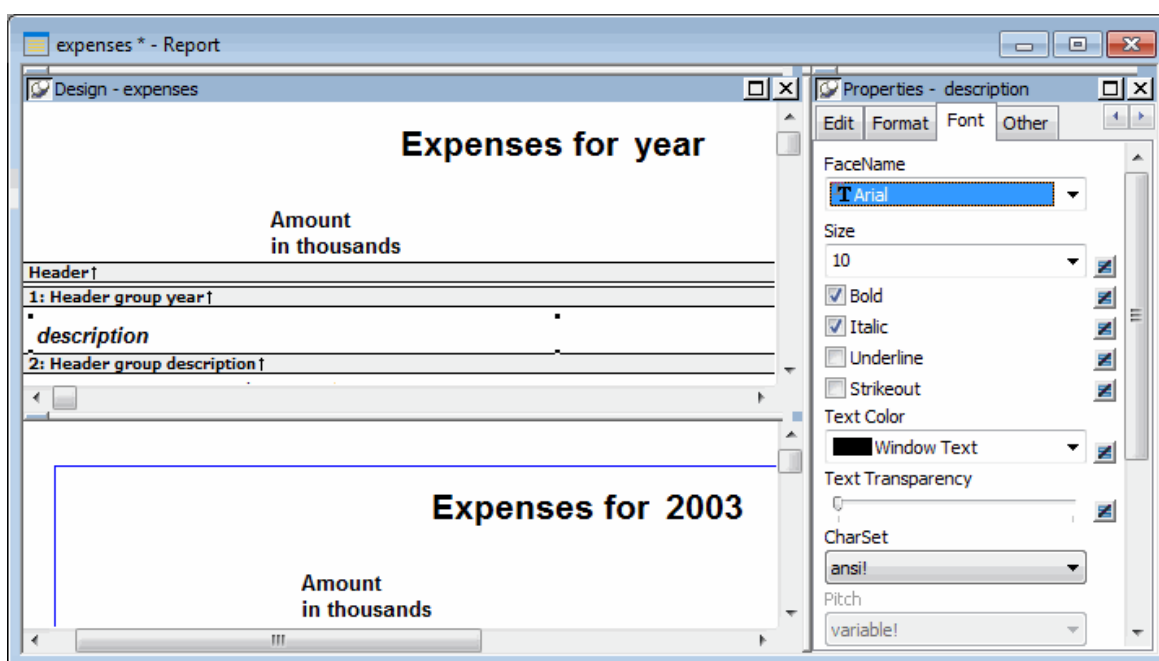 expenses * - Report
Design - expenses
Expenses for year
Amount
in thousands
Header↑
1: Header group year↑
description
2: Header group description↑
Expenses for 2003
Amount
in thousands
Properties - description
Edit Format Font Other
FaceName
T Arial
Size
10
Bold
Italic
Underline
Strikeout
Text Color
Window Text
Text Transparency
CharSet
ansi!
Pitch
variable!